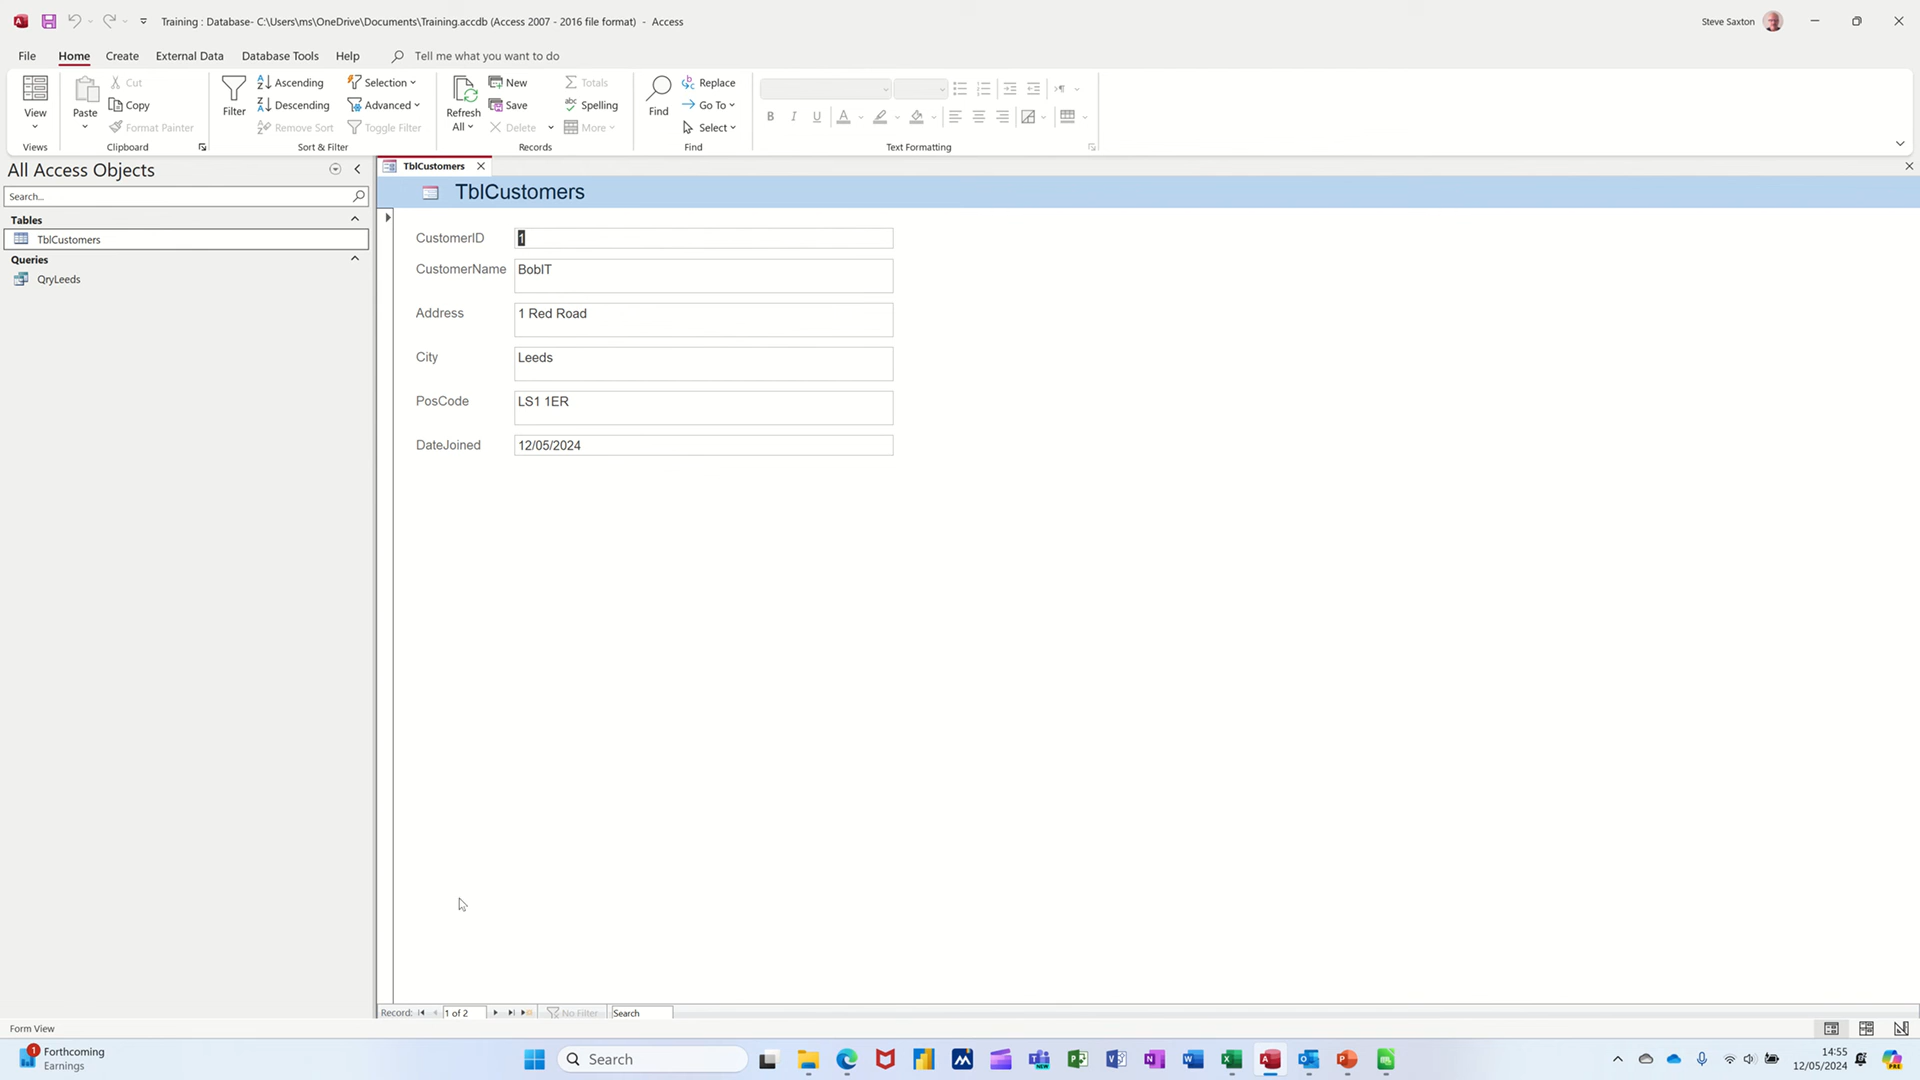 Training : Database- C:\Users\ms\OneDrive\Documents\Training.accdb (Access 2007 - 2016 file format) - Access
Steve Saxton
File Home Create External Data Database Tools Help Tell me what you want to do
View
Views
Paste
Cut
Copy
Format Painter
Clipboard
Filter
Ascending
Descending
Remove Sort
Selection
Advanced
Toggle Filter
Sort & Filter
Refresh
All
New
Save
Delete
Totals
Spelling
More
Records
Find
Replace
Go To
Select
Find
B I U
Text Formatting
All Access Objects
Search...
Tables
TblCustomers
Queries
QryLeeds
TblCustomers
TblCustomers
CustomerID 1
CustomerName BobIT
Address 1 Red Road
City Leeds
PosCode LS1 1ER
DateJoined 12/05/2024
Record: 1 of 2 No Filter Search
Form View
1
Forthcoming
Earnings
Search
NEW
14:55
12/05/2024
PRE